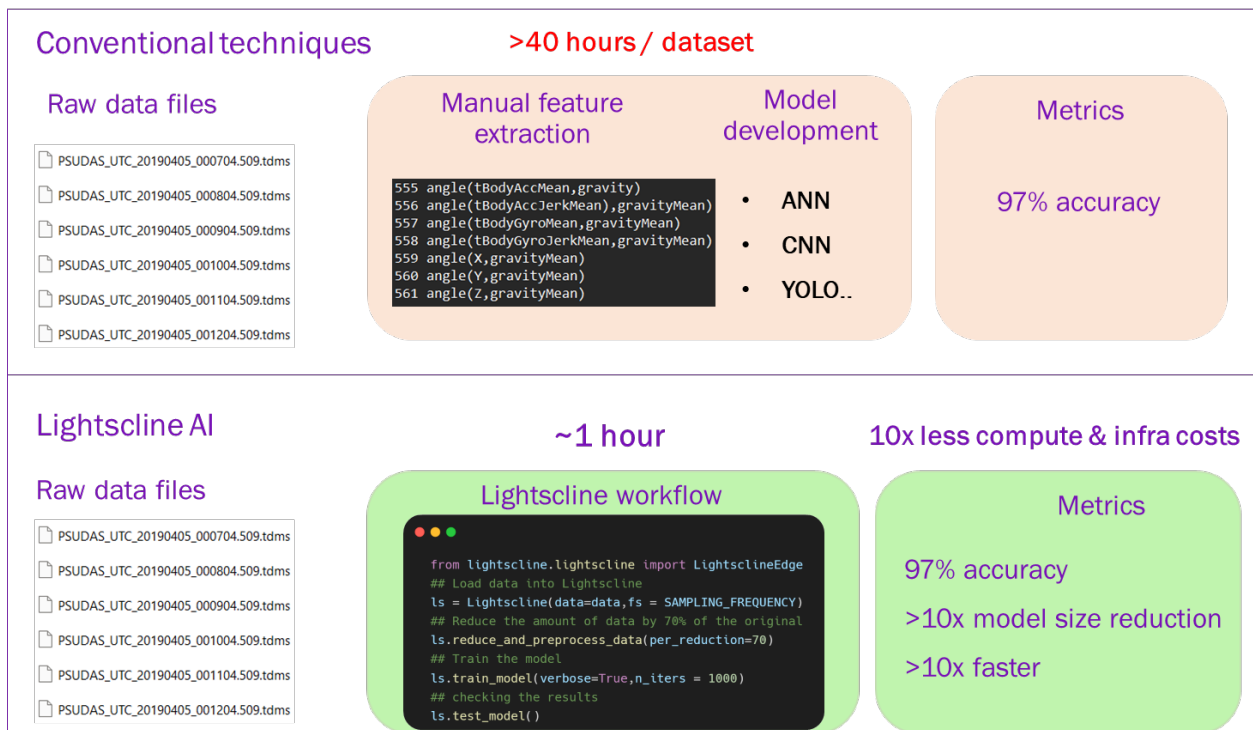 Conventional techniques
>40 hours / dataset
Raw data files
PSUDAS_UTC_20190405_000704.509.tdms
PSUDAS_UTC_20190405_000804.509.tdms
PSUDAS_UTC_20190405_000904.509.tdms
PSUDAS_UTC_20190405_001004.509.tdms
PSUDAS_UTC_20190405_001104.509.tdms
PSUDAS_UTC_20190405_001204.509.tdms
Manual feature
extraction
555 angle(tBodyAccMean,gravity)
556 angle(tBodyAccJerkMean),gravityMean)
557 angle(tBodyGyroMean,gravityMean)
558 angle(tBodyGyroJerkMean,gravityMean)
559 angle(X,gravityMean)
560 angle(Y,gravityMean)
561 angle(Z,gravityMean)
Model
development
• ANN
• CNN
• YOLO..
Metrics
97% accuracy
Lightscline AI
~1 hour
10x less compute & infra costs
Raw data files
PSUDAS_UTC_20190405_000704.509.tdms
PSUDAS_UTC_20190405_000804.509.tdms
PSUDAS_UTC_20190405_000904.509.tdms
PSUDAS_UTC_20190405_001004.509.tdms
PSUDAS_UTC_20190405_001104.509.tdms
PSUDAS_UTC_20190405_001204.509.tdms
Lightscline workflow
from lightscline.lightscline import LightsclineEdge
## Load data into Lightscline
ls = Lightscline(data=data,fs = SAMPLING_FREQUENCY)
## Reduce the amount of data by 70% of the original
ls.reduce_and_preprocess_data(per_reduction=70)
## Train the model
ls.train_model(verbose=True,n_iters = 1000)
## checking the results
ls.test_model()
Metrics
97% accuracy
>10x model size reduction
>10x faster